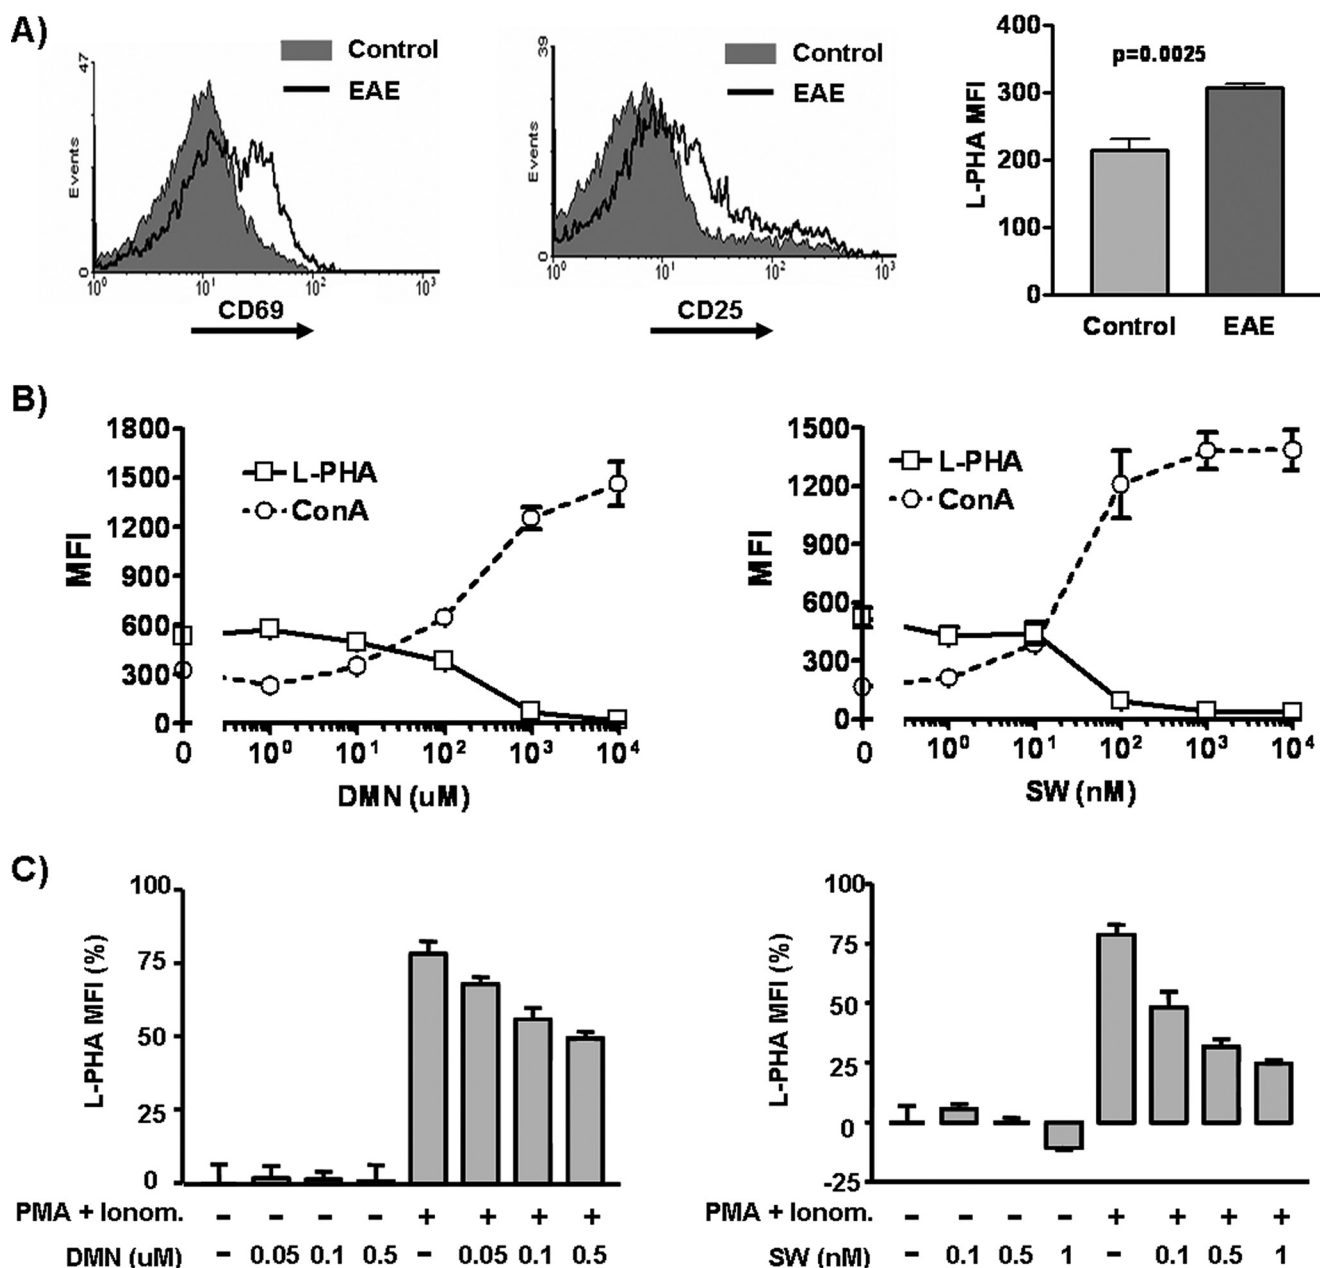 A)
47
Events
0
Control
EAE
10⁰ 10¹ 10² 10³
CD69
39
Events
0
Control
EAE
10⁰ 10¹ 10² 10³
CD25
400
300
200
100
0
L-PHA MFI
p=0.0025
Control EAE
B)
1800
1500
1200
900
600
300
0
MFI
L-PHA
ConA
0 10⁰ 10¹ 10² 10³ 10⁴
DMN (uM)
1500
1200
900
600
300
0
MFI
L-PHA
ConA
0 10⁰ 10¹ 10² 10³ 10⁴
SW (nM)
C)
100
75
50
25
0
L-PHA MFI (%)
PMA + Ionom. - - - - + + + +
DMN (uM) - 0.05 0.1 0.5 - 0.05 0.1 0.5
100
75
50
25
0
-25
L-PHA MFI (%)
PMA + Ionom. - - - - + + + +
SW (nM) - 0.1 0.5 1 - 0.1 0.5 1